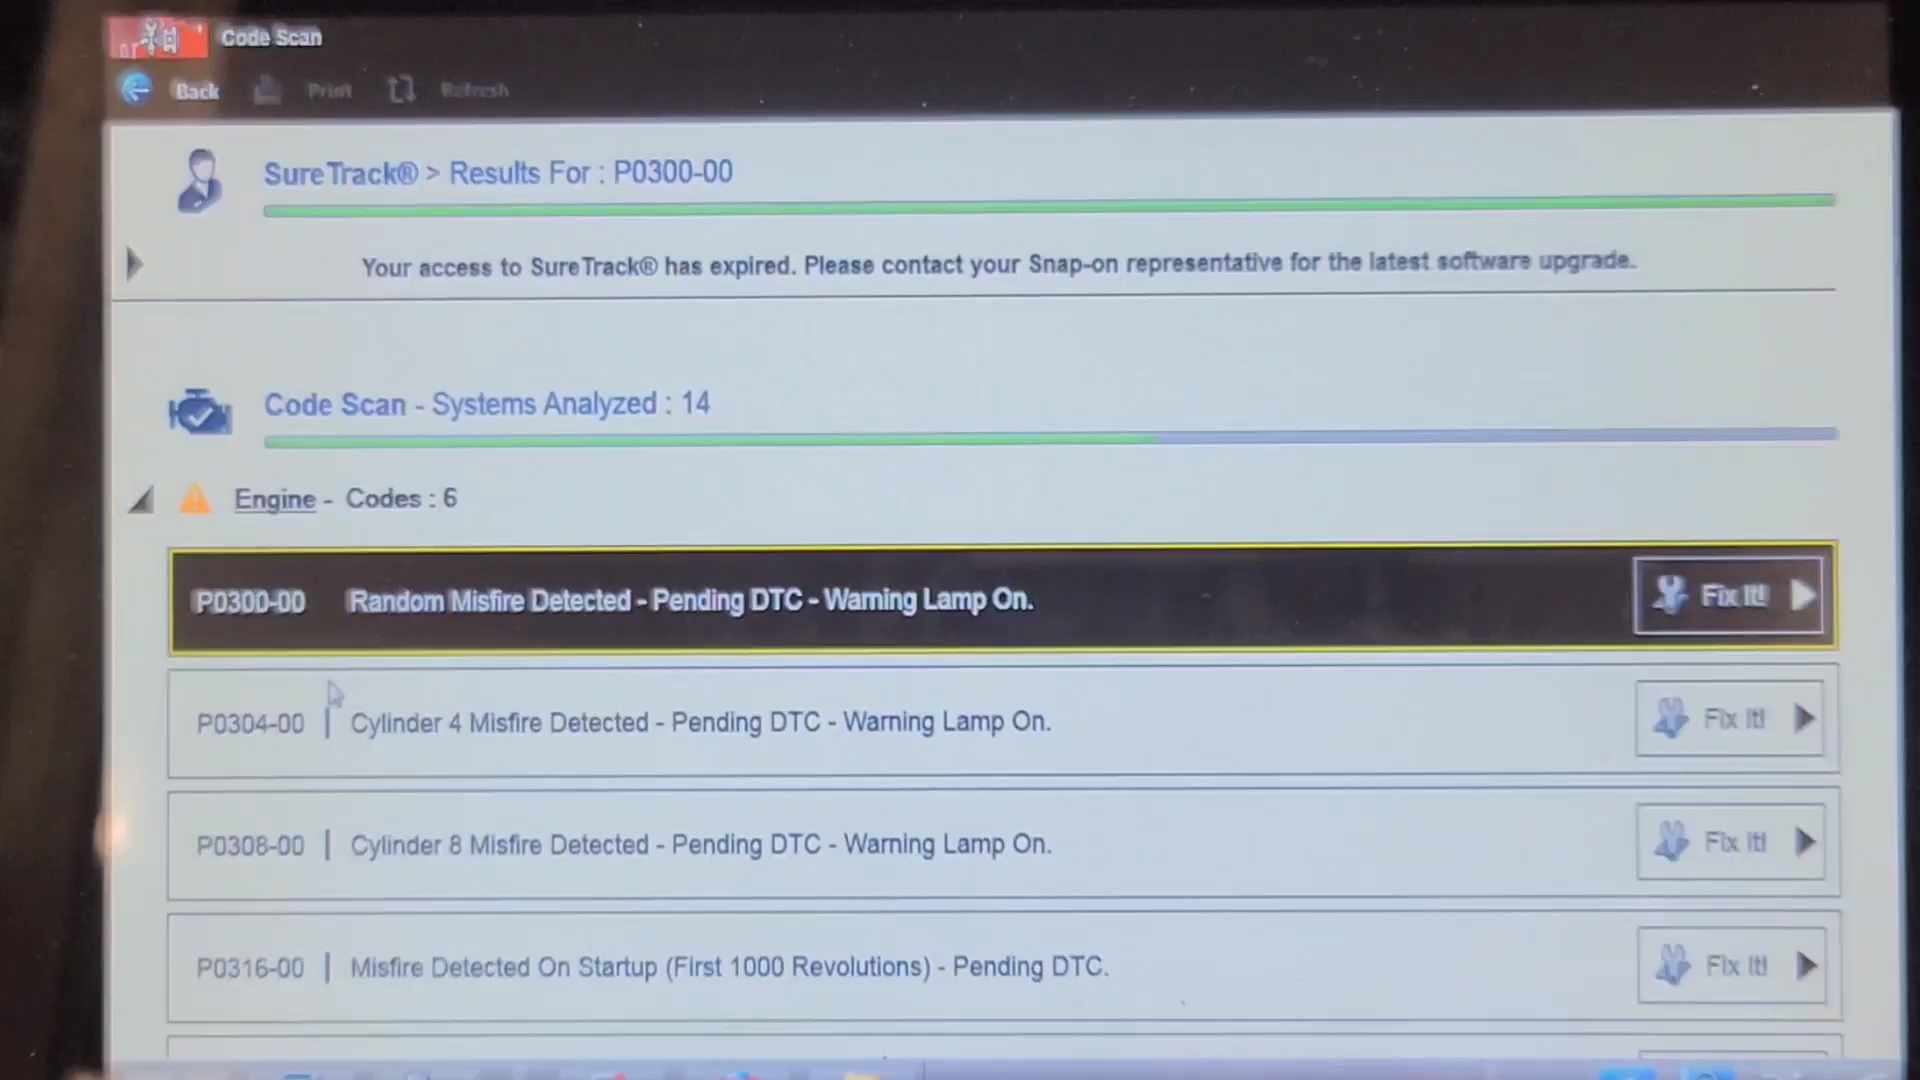 Code Scan
Back Print Refresh
SureTrack® > Results For : P0300-00
Your access to SureTrack® has expired. Please contact your Snap-on representative for the latest software upgrade.
Code Scan - Systems Analyzed : 14
Engine - Codes : 6
P0300-00 Random Misfire Detected - Pending DTC - Warning Lamp On. Fix It!
P0304-00 | Cylinder 4 Misfire Detected - Pending DTC - Warning Lamp On. Fix It!
P0308-00 | Cylinder 8 Misfire Detected - Pending DTC - Warning Lamp On. Fix It!
P0316-00 | Misfire Detected On Startup (First 1000 Revolutions) - Pending DTC. Fix It!